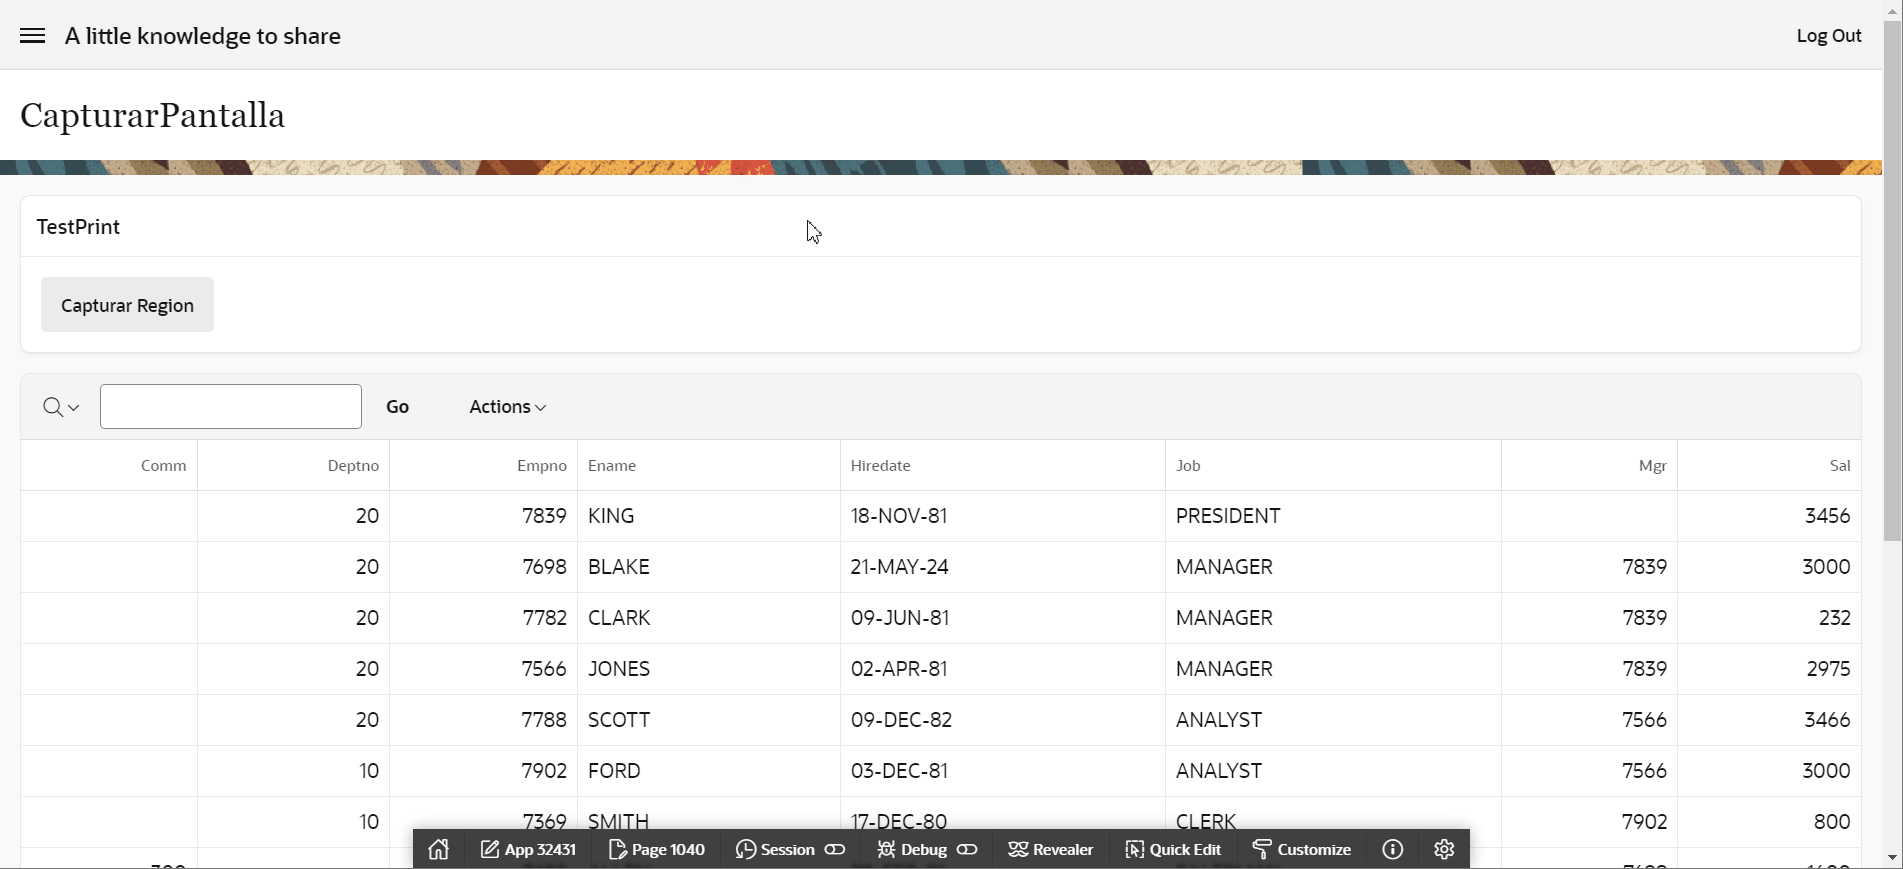 A little knowledge to share Log Out
CapturarPantalla
TestPrint
Capturar Region
Go Actions
Comm Deptno Empno Ename Hiredate Job Mgr Sal
20 7839 KING 18-NOV-81 PRESIDENT 3456
20 7698 BLAKE 21-MAY-24 MANAGER 7839 3000
20 7782 CLARK 09-JUN-81 MANAGER 7839 232
20 7566 JONES 02-APR-81 MANAGER 7839 2975
20 7788 SCOTT 09-DEC-82 ANALYST 7566 3466
10 7902 FORD 03-DEC-81 ANALYST 7566 3000
10 7369 SMITH 17-DEC-80 CLERK 7902 800
App 32431 Page 1040 Session Debug Revealer Quick Edit Customize